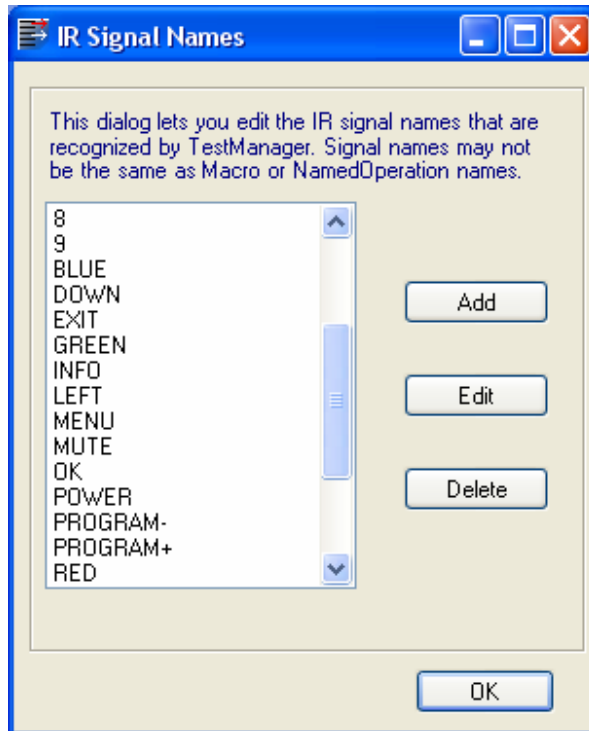 IR Signal Names
This dialog lets you edit the IR signal names that are
recognized by TestManager. Signal names may not
be the same as Macro or NamedOperation names.
8
9
BLUE
DOWN
EXIT
GREEN
INFO
LEFT
MENU
MUTE
OK
POWER
PROGRAM-
PROGRAM+
RED
Add
Edit
Delete
OK